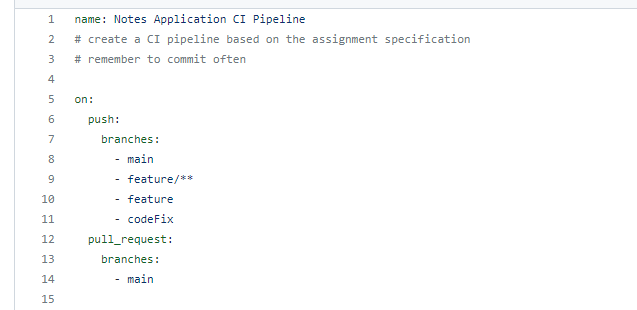 1 name: Notes Application CI Pipeline
2 # create a CI pipeline based on the assignment specification
3 # remember to commit often
4
5 on:
6   push:
7     branches:
8       - main
9       - feature/**
10       - feature
11       - codeFix
12   pull_request:
13     branches:
14       - main
15